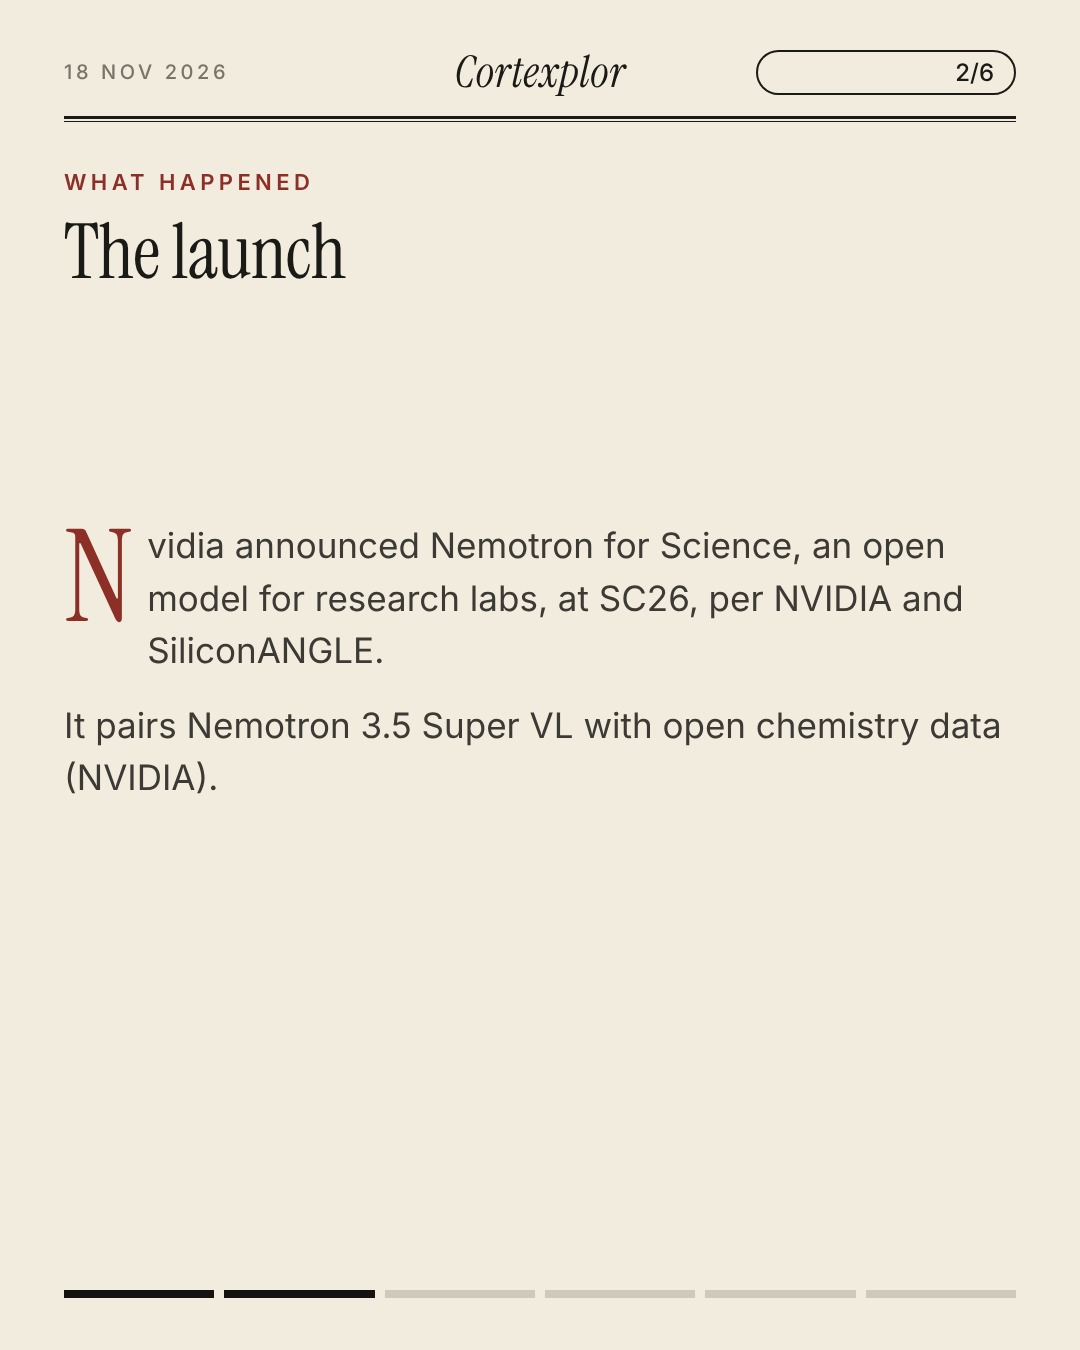 18 NOV 2026
Cortexplor
2/6
WHAT HAPPENED
The launch
Nvidia announced Nemotron for Science, an open
model for research labs, at SC26, per NVIDIA and
SiliconANGLE.
It pairs Nemotron 3.5 Super VL with open chemistry data
(NVIDIA).